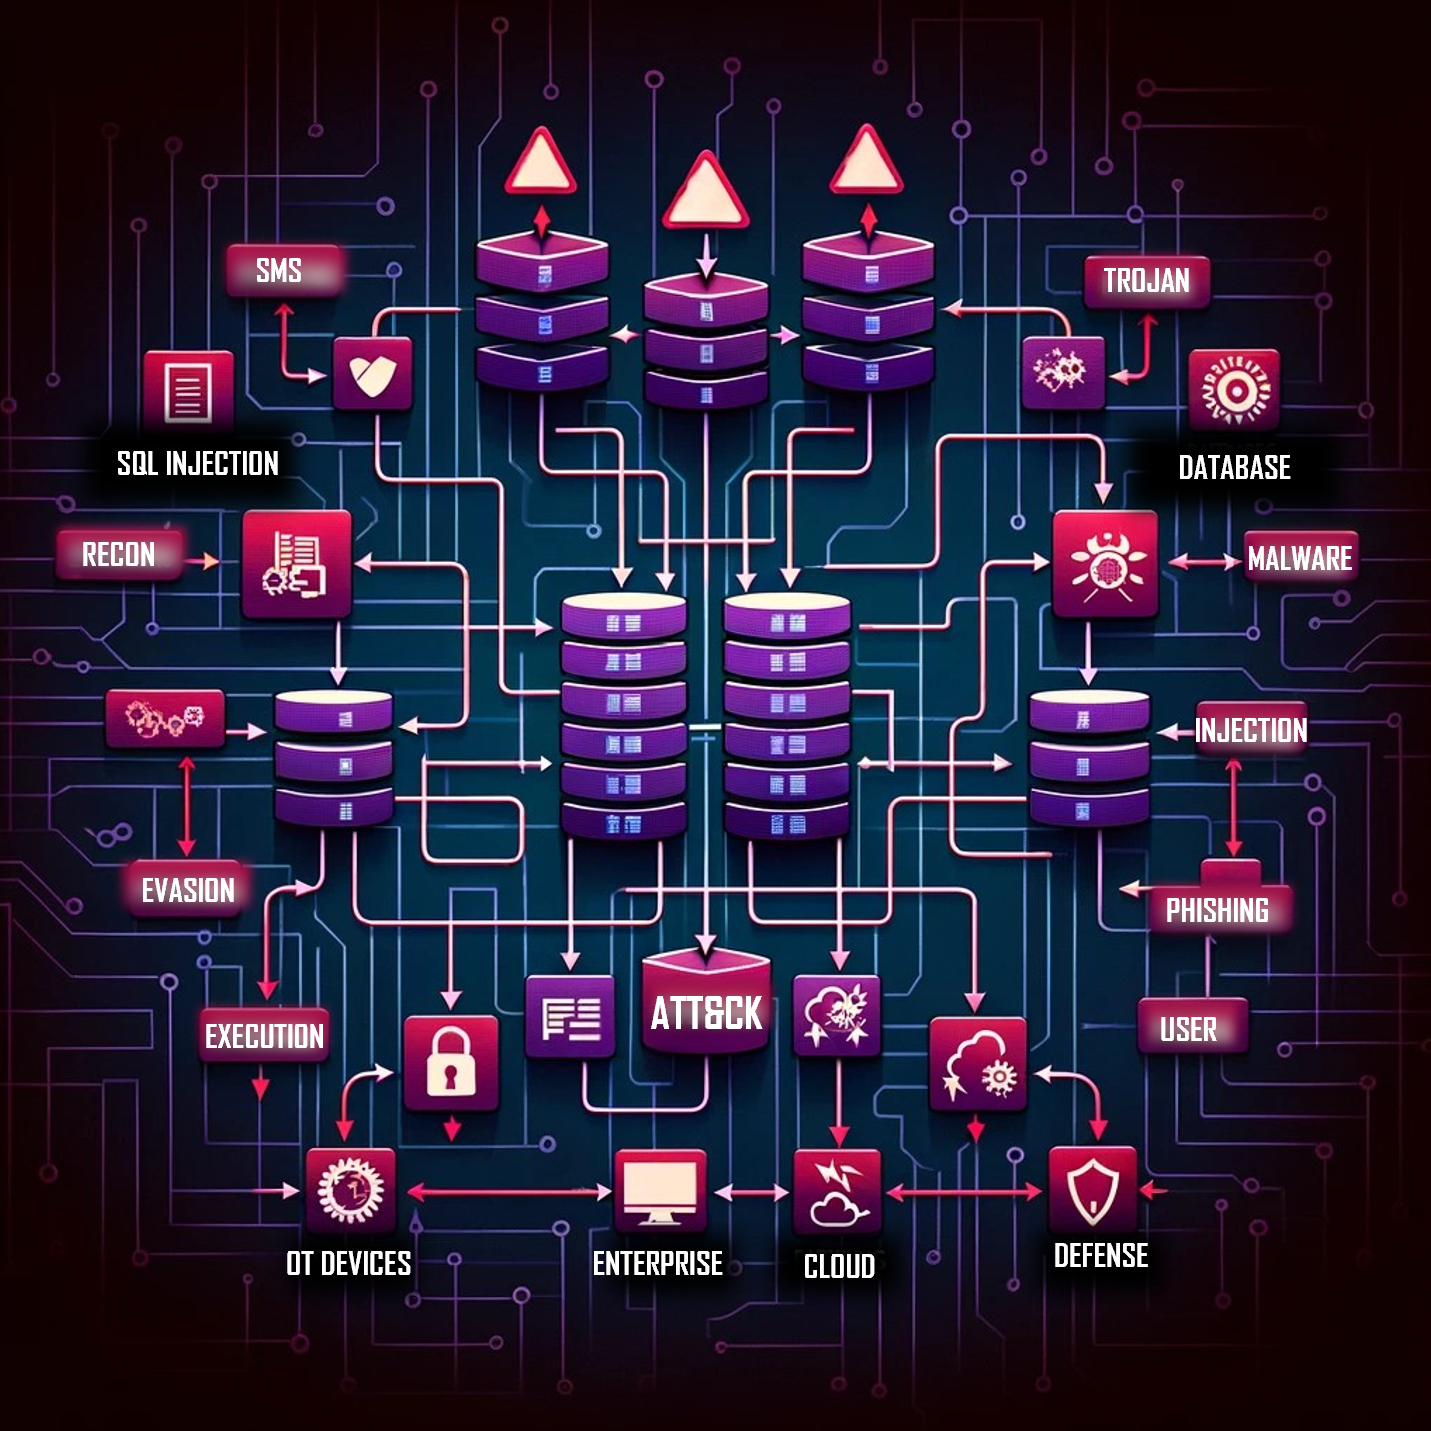 SMS
TROJAN
SQL INJECTION
DATABASE
RECON
MALWARE
INJECTION
EVASION
PHISHING
ATT&CK
EXECUTION
USER
OT DEVICES
ENTERPRISE
CLOUD
DEFENSE